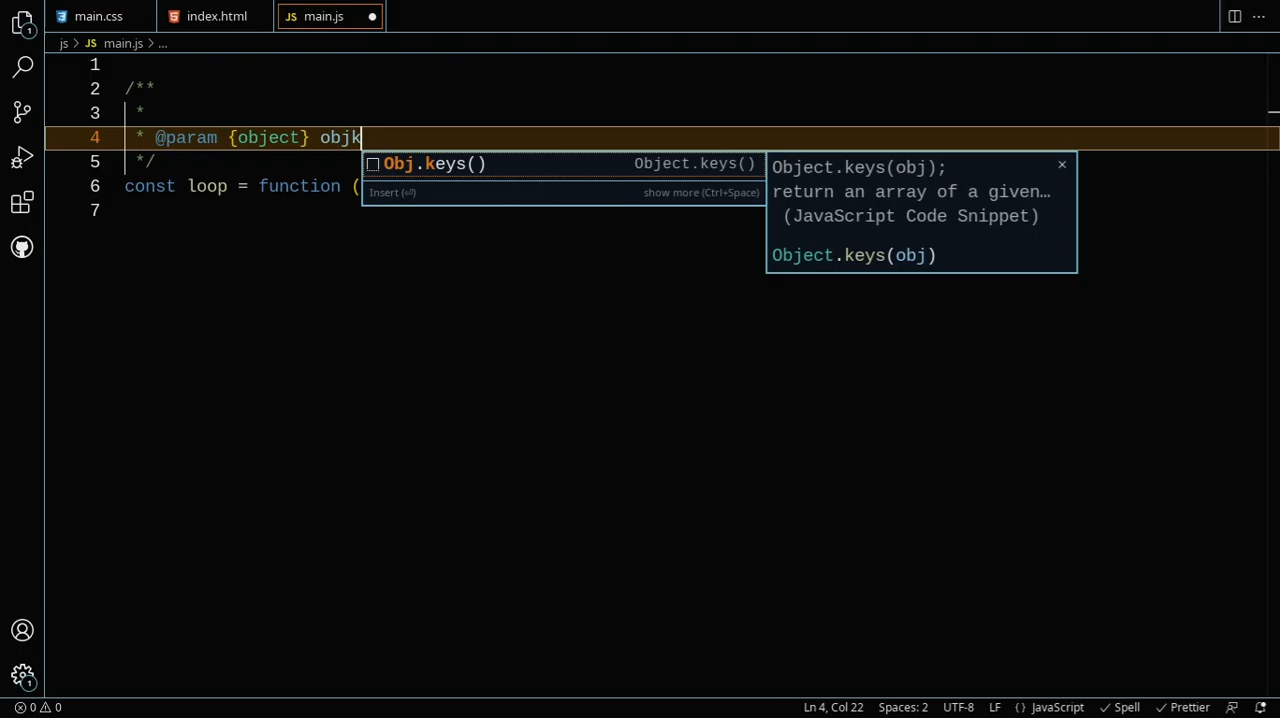 main.css
index.html
JS main.js
js > JS main.js > ...
1
2 /**
3 *
4 * @param {object} objk
5 */
6 const loop = function (
7
Obj.keys() Object.keys()
Insert (⏎) show more (Ctrl+Space)
Object.keys(obj);
return an array of a given…
(JavaScript Code Snippet)
Object.keys(obj)
1
1
0 0
Ln 4, Col 22
Spaces: 2
UTF-8
LF
{} JavaScript
Spell
Prettier